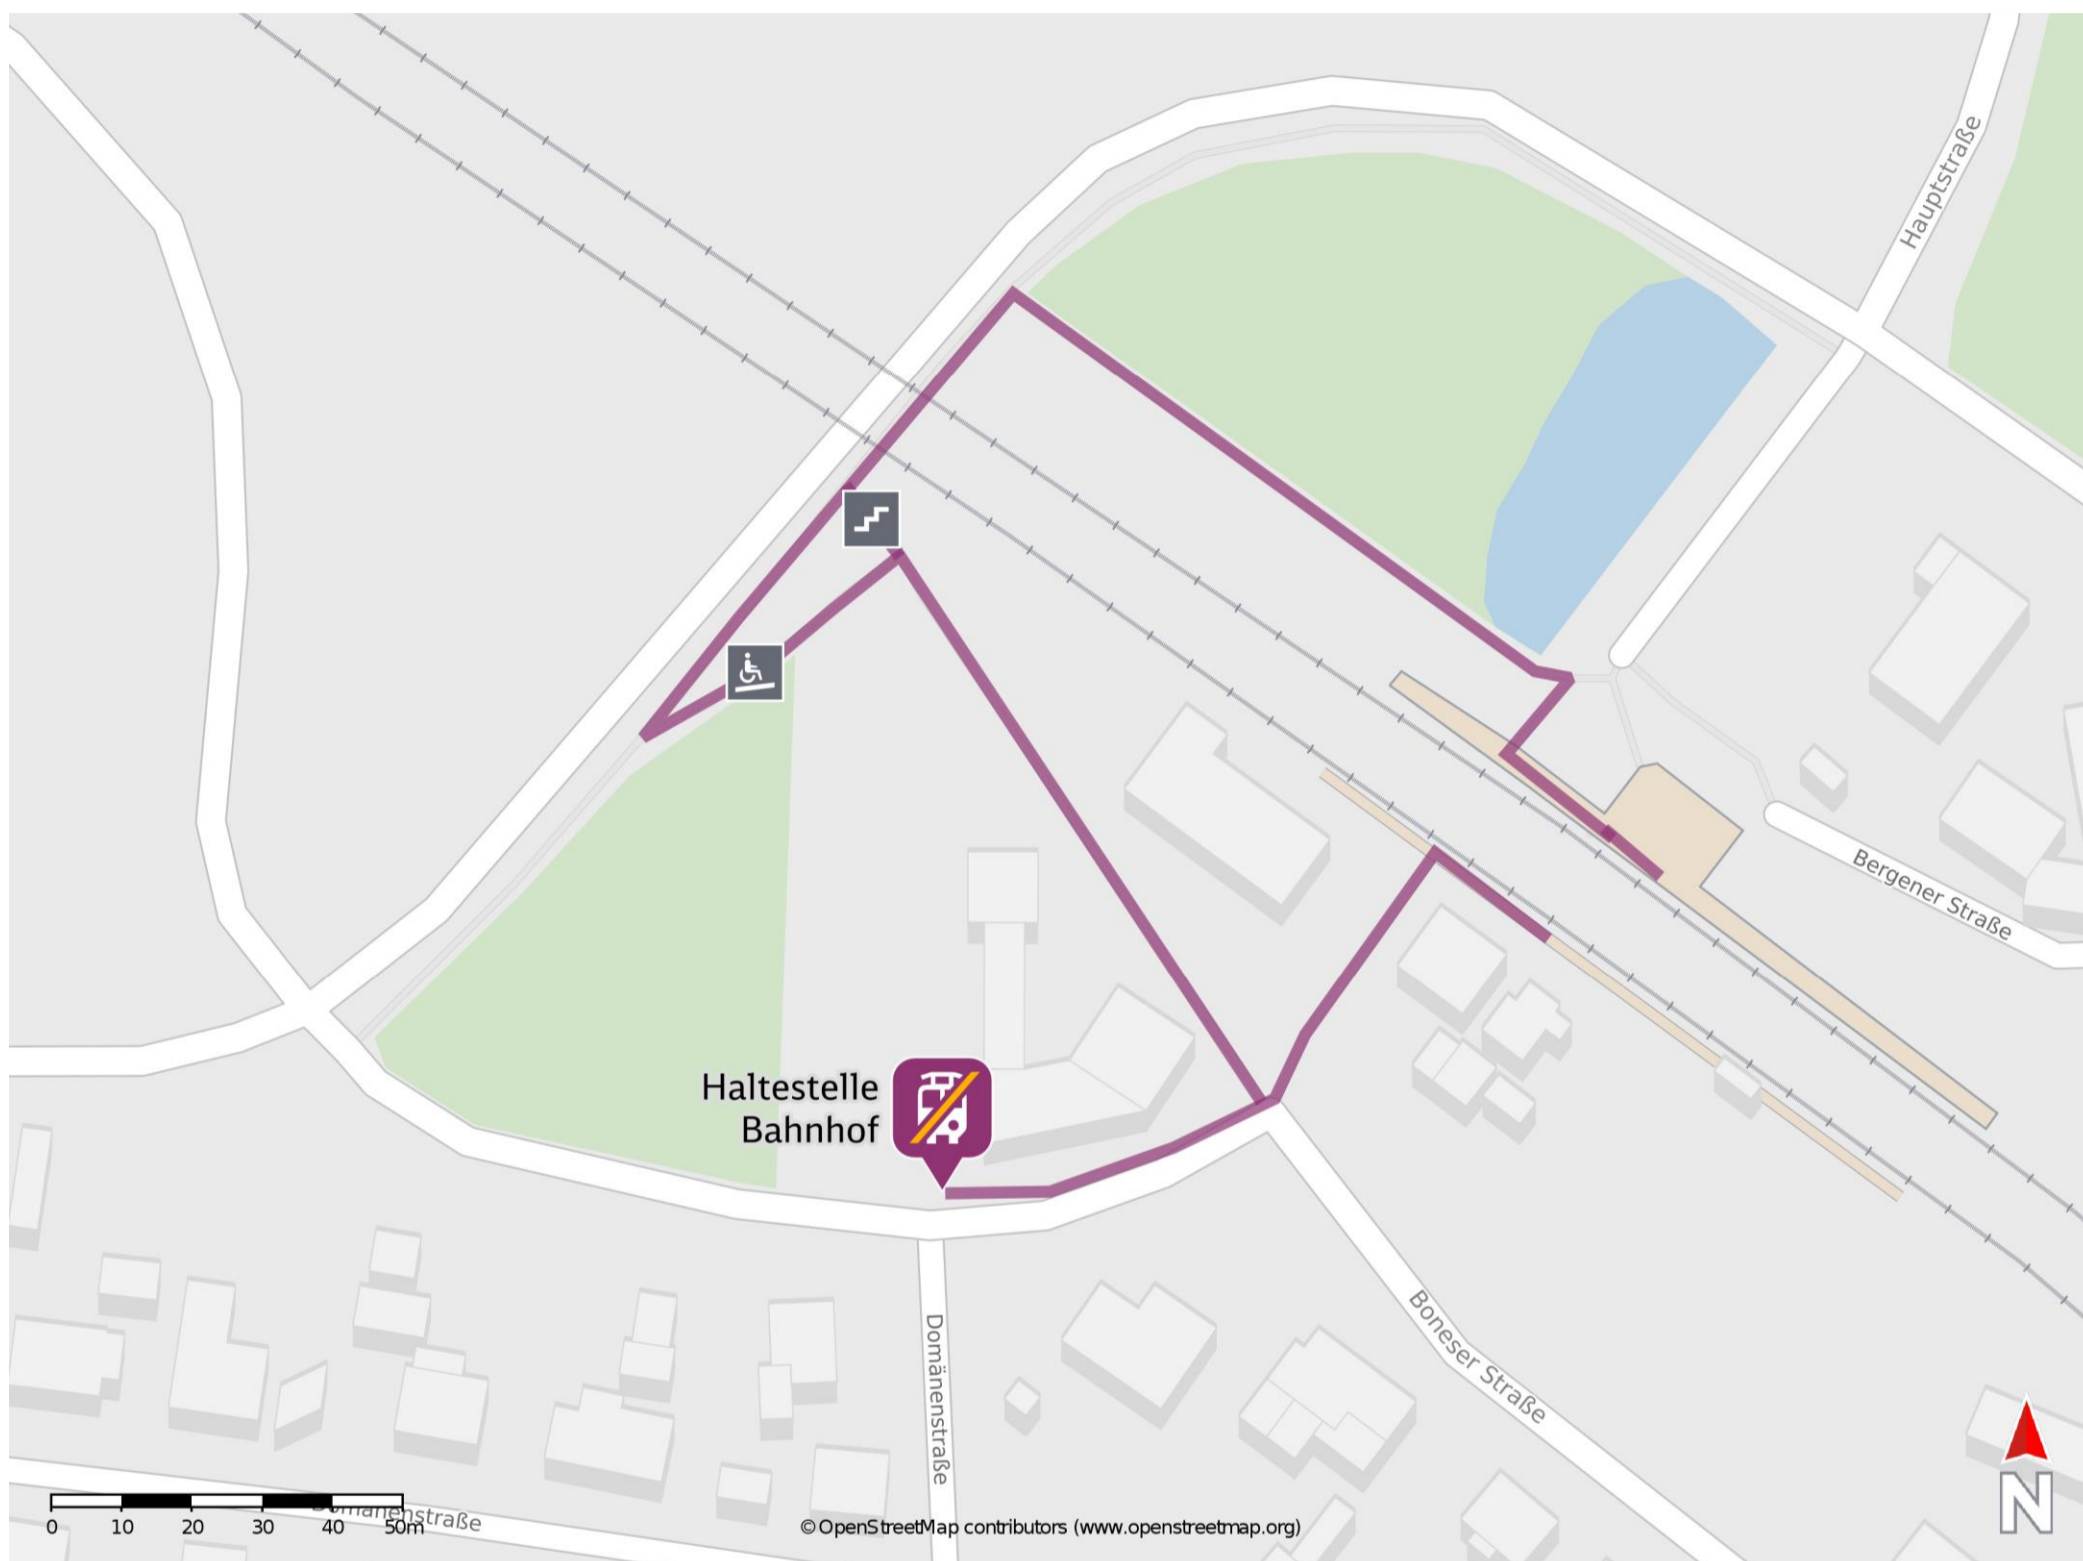 Hauptstraße
Bergener Straße
Haltestelle
Bahnhof
Boneser Straße
Domänenstraße
Domänenstraße
0 10 20 30 40 50m
©OpenStreetMap contributors (www.openstreetmap.org)
N